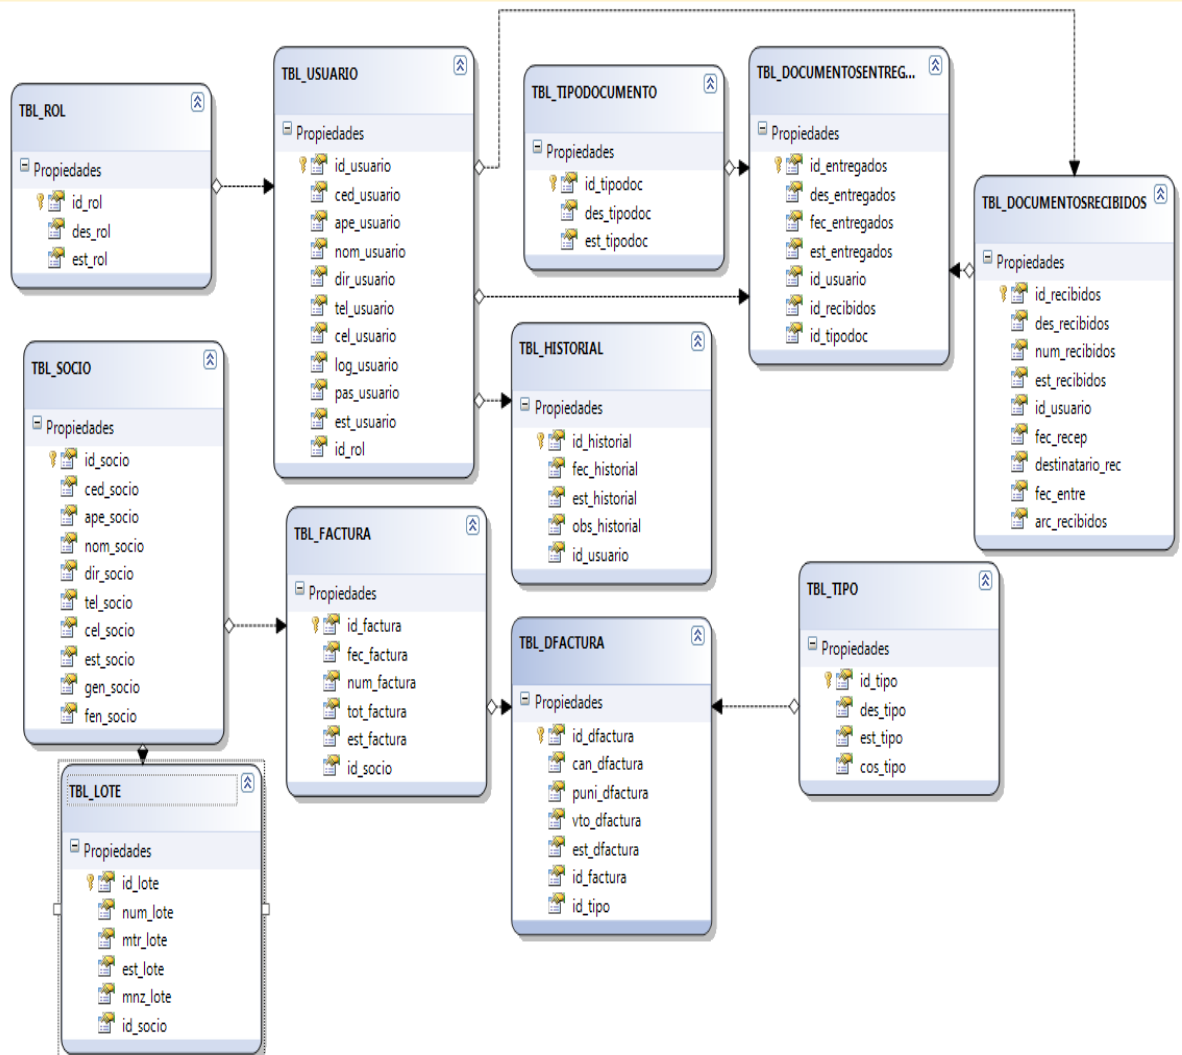 TBL_ROL
Propiedades
id_rol
des_rol
est_rol
TBL_USUARIO
Propiedades
id_usuario
ced_usuario
ape_usuario
nom_usuario
dir_usuario
tel_usuario
cel_usuario
log_usuario
pas_usuario
est_usuario
id_rol
TBL_TIPODOCUMENTO
Propiedades
id_tipodoc
des_tipodoc
est_tipodoc
TBL_DOCUMENTOSENTREG...
Propiedades
id_entregados
des_entregados
fec_entregados
est_entregados
id_usuario
id_recibidos
id_tipodoc
TBL_DOCUMENTOSRECIBIDOS
Propiedades
id_recibidos
des_recibidos
num_recibidos
est_recibidos
id_usuario
fec_recep
destinatario_rec
fec_entre
arc_recibidos
TBL_SOCIO
Propiedades
id_socio
ced_socio
ape_socio
nom_socio
dir_socio
tel_socio
cel_socio
est_socio
gen_socio
fen_socio
TBL_HISTORIAL
Propiedades
id_historial
fec_historial
est_historial
obs_historial
id_usuario
TBL_FACTURA
Propiedades
id_factura
fec_factura
num_factura
tot_factura
est_factura
id_socio
TBL_DFACTURA
Propiedades
id_dfactura
can_dfactura
puni_dfactura
vto_dfactura
est_dfactura
id_factura
id_tipo
TBL_TIPO
Propiedades
id_tipo
des_tipo
est_tipo
cos_tipo
TBL_LOTE
Propiedades
id_lote
num_lote
mtr_lote
est_lote
mnz_lote
id_socio